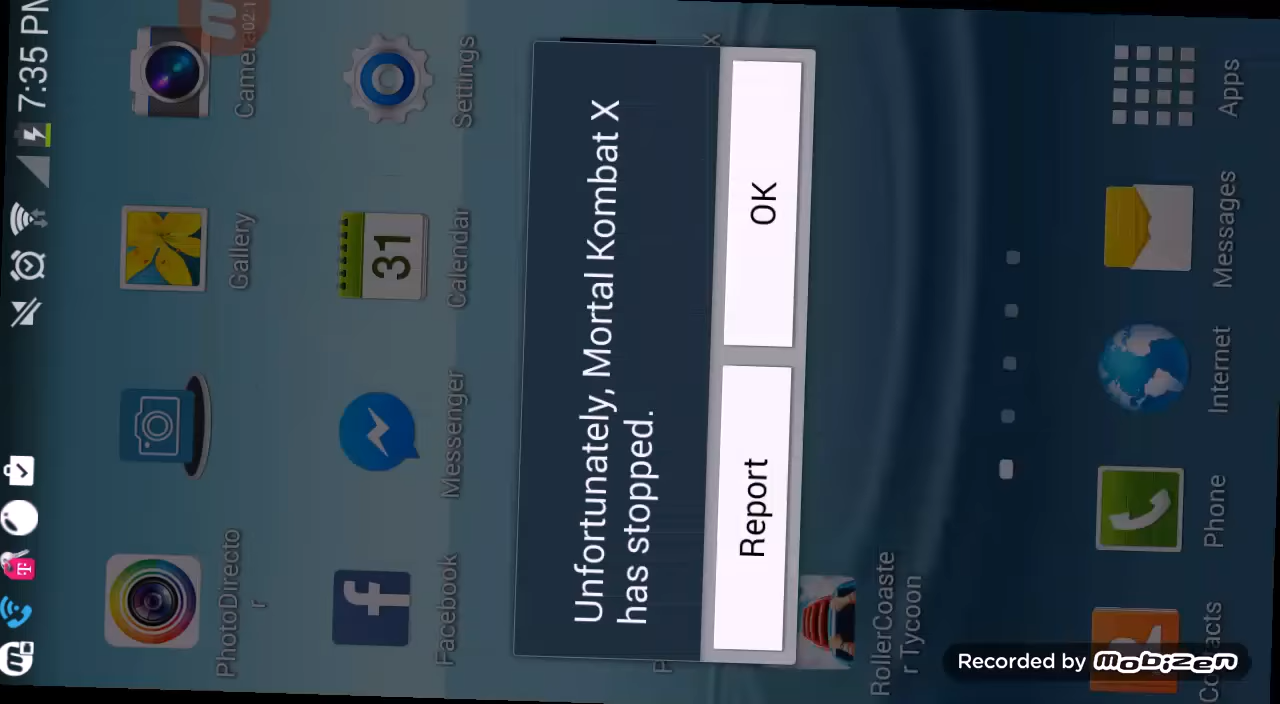 7:35 PM
Camera
Gallery
PhotoDirecto
r
Settings
31
Calendar
Messenger
Facebook
Unfortunately, Mortal Kombat X
has stopped.
Report
OK
X
RollerCoaste
r Tycoon
Apps
Messages
Internet
Phone
Contacts
Recorded by mobizen